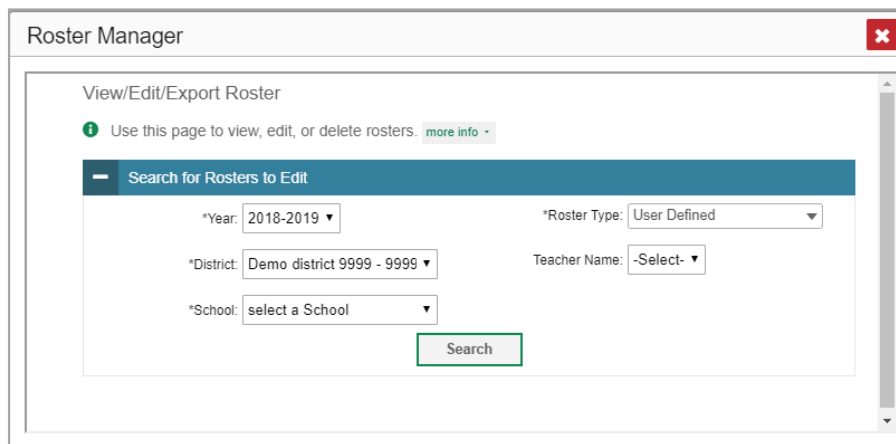 Roster Manager
View/Edit/Export Roster
Use this page to view, edit, or delete rosters. more info
Search for Rosters to Edit
*Year: 2018-2019
*Roster Type: User Defined
*District: Demo district 9999 - 9999
Teacher Name: -Select-
*School: select a School
Search